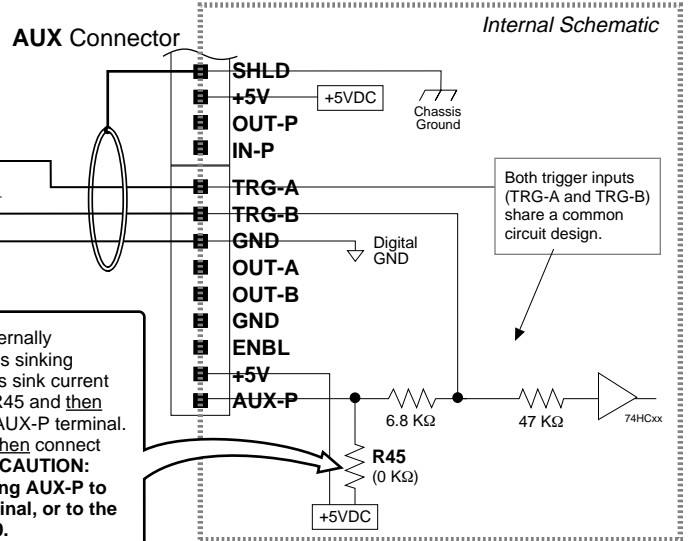 Internal Schematic
AUX Connector
SHLD
+5V
+5VDC
OUT-P
Chassis
Ground
IN-P
TRG-A
TRG-B
GND
Digital
GND
OUT-A
OUT-B
GND
ENBL
+5V
AUX-P
Both trigger inputs
(TRG-A and TRG-B)
share a common
circuit design.
6.8 KΩ
47 KΩ
74HCxx
R45
(0 KΩ)
+5VDC
ernally
s sinking
s sink current
R45 and then
AUX-P terminal.
hen connect
CAUTION:
ng AUX-P to
inal, or to the